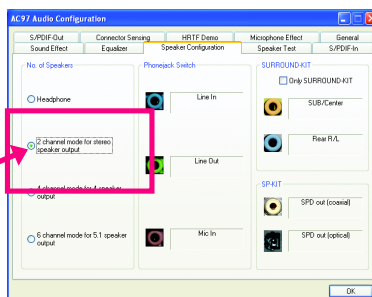 AC97 Audio Configuration
S/PDIF-Out
Connector Sensing
HRTF Demo
Microphone Effect
General
Sound Effect
Equalizer
Speaker Configuration
Speaker Test
S/PDIF-In
No. of Speakers
Headphone
2 channel mode for stereo
speaker output
4 channel mode for 4 speaker
output
6 channel mode for 5.1 speaker
output
Phonejack Switch
Line In
Line Out
Mic In
SURROUND-KIT
Only SURROUND-KIT
SUB/Center
Rear R/L
SP-KIT
SPD out (coaxial)
SPD out (optical)
OK